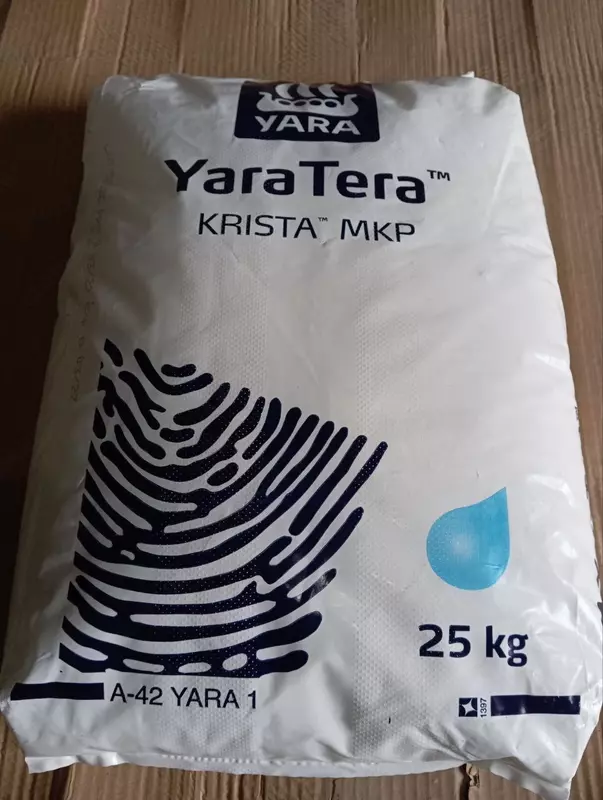 YARA
YaraTera™
KRISTA™ MKP
25 kg
A-42 YARA 1
1397